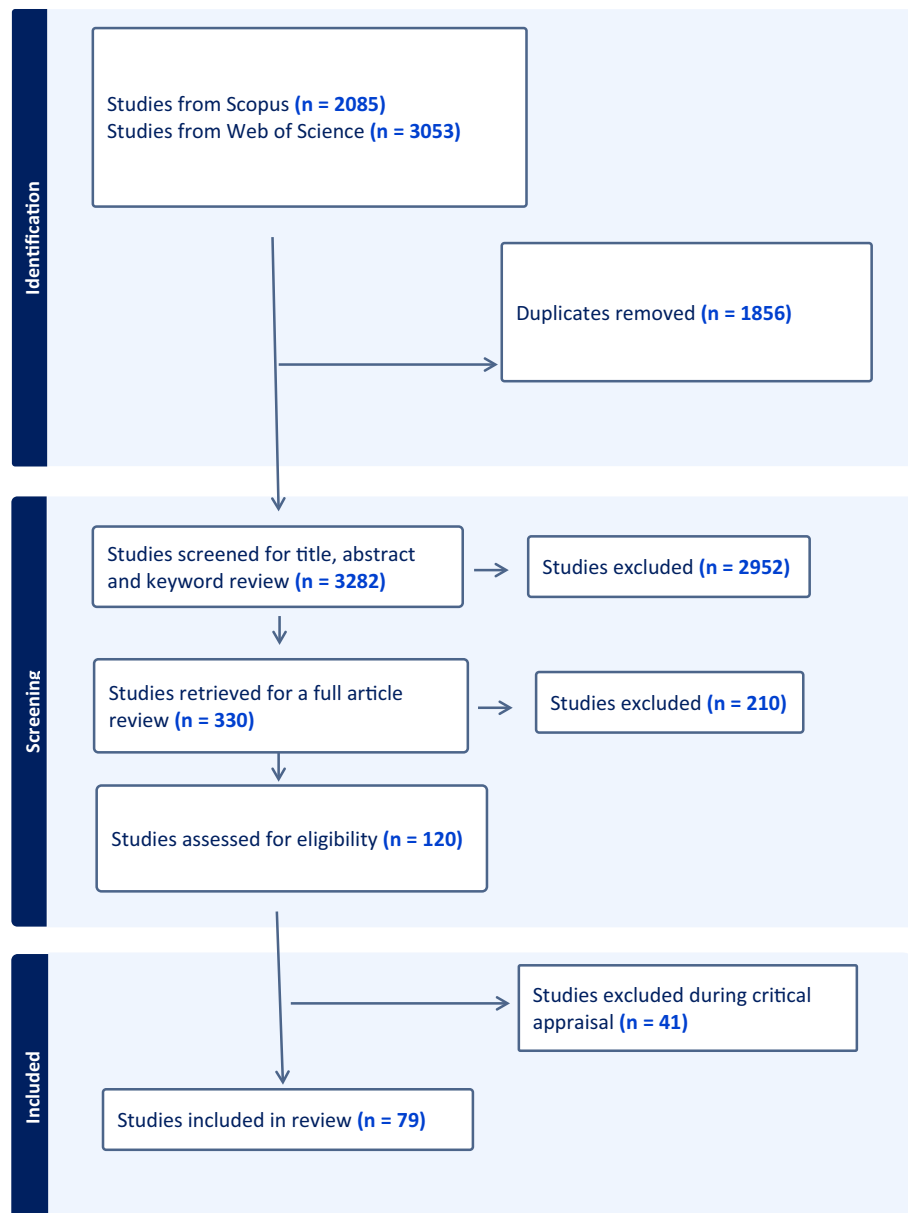 Identification
Studies from Scopus (n = 2085)
Studies from Web of Science (n = 3053)
Duplicates removed (n = 1856)
Screening
Studies screened for title, abstract
and keyword review (n = 3282)
Studies excluded (n = 2952)
Studies retrieved for a full article
review (n = 330)
Studies excluded (n = 210)
Studies assessed for eligibility (n = 120)
Included
Studies excluded during critical
appraisal (n = 41)
Studies included in review (n = 79)